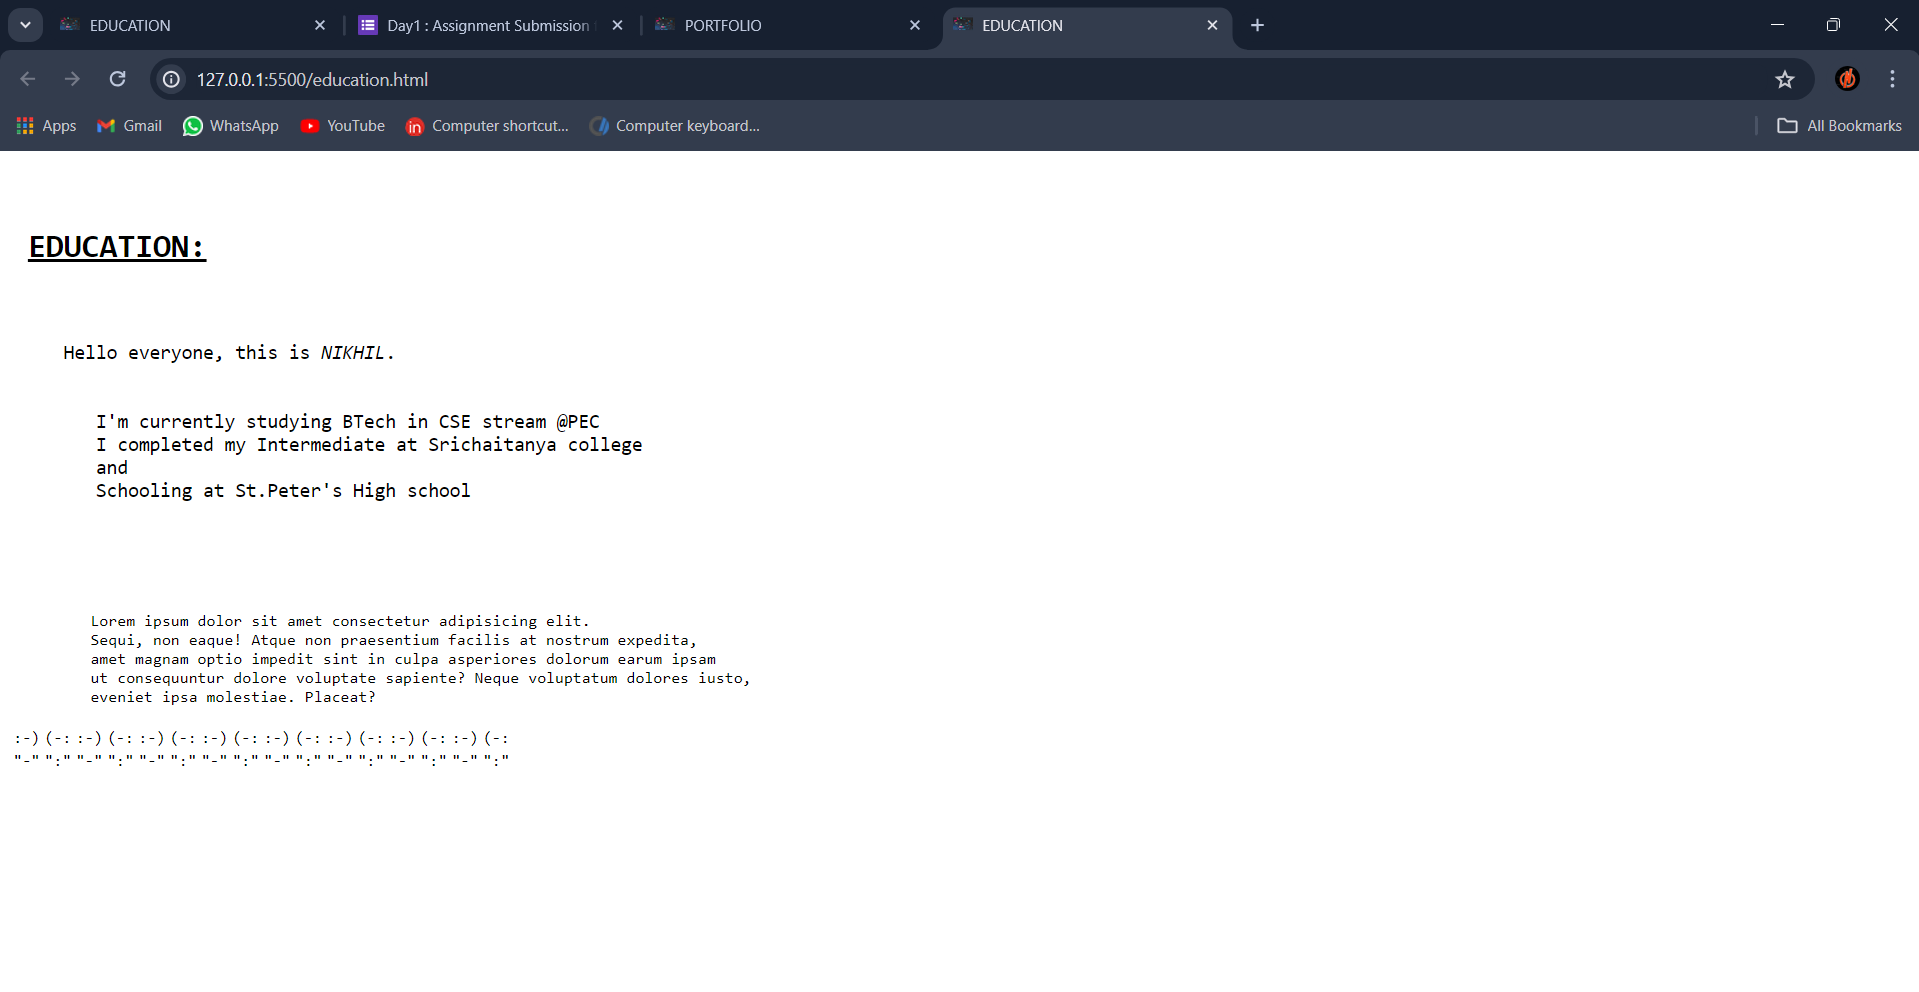 EDUCATION
Day1 : Assignment Submission
PORTFOLIO
EDUCATION
127.0.0.1:5500/education.html
Apps
Gmail
WhatsApp
YouTube
in Computer shortcut...
Computer keyboard...
All Bookmarks
EDUCATION:
Hello everyone, this is NIKHIL.
I'm currently studying BTech in CSE stream @PEC
I completed my Intermediate at Srichaitanya college
and
Schooling at St.Peter's High school
Lorem ipsum dolor sit amet consectetur adipisicing elit.
Sequi, non eaque! Atque non praesentium facilis at nostrum expedita,
amet magnam optio impedit sint in culpa asperiores dolorum earum ipsam
ut consequuntur dolore voluptate sapiente? Neque voluptatum dolores iusto,
eveniet ipsa molestiae. Placeat?
:-) (-: :-) (-: :-) (-: :-) (-: :-) (-: :-) (-: :-) (-: :-) (-:
"-" ":" "-" ":" "-" ":" "-" ":" "-" ":" "-" ":" "-" ":" "-" ":"